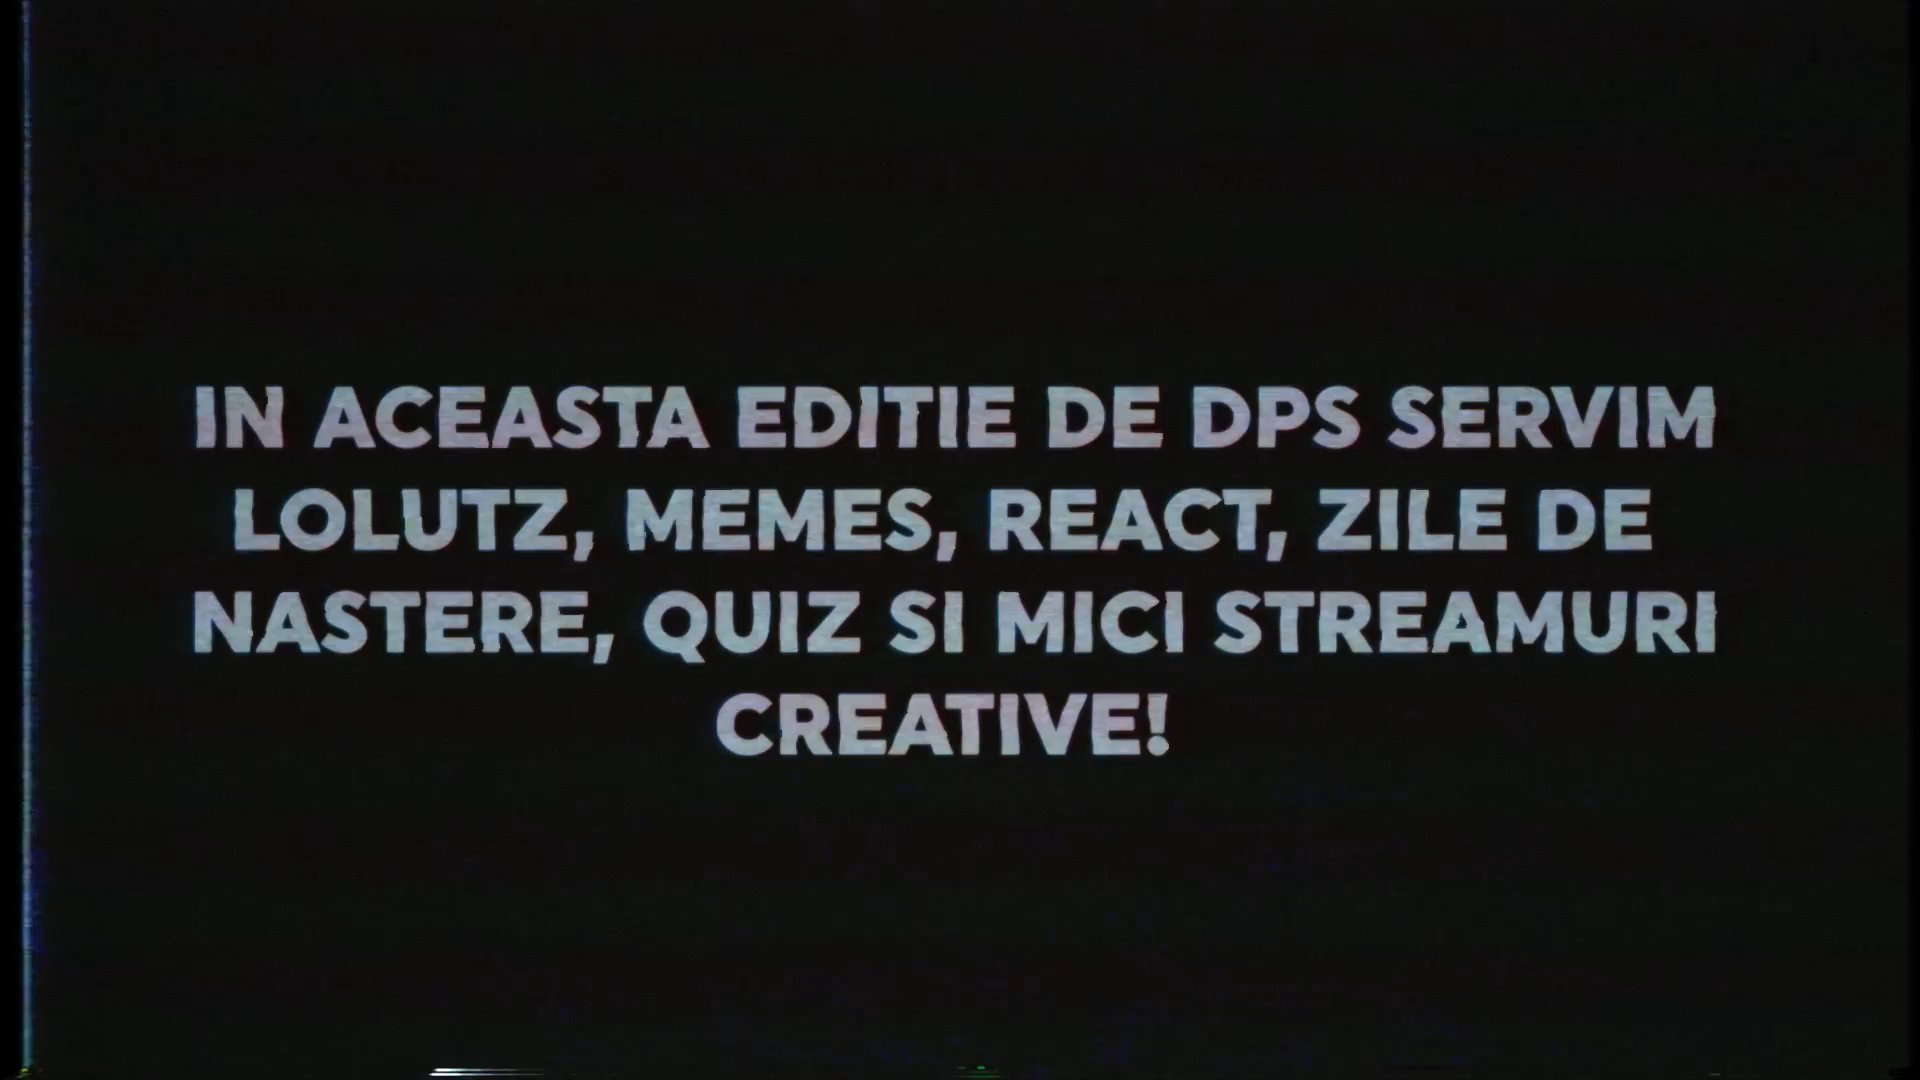 IN ACEASTA EDITIE DE DPS SERVIM
LOLUTZ, MEMES, REACT, ZILE DE
NASTERE, QUIZ SI MICI STREAMURI
CREATIVE!